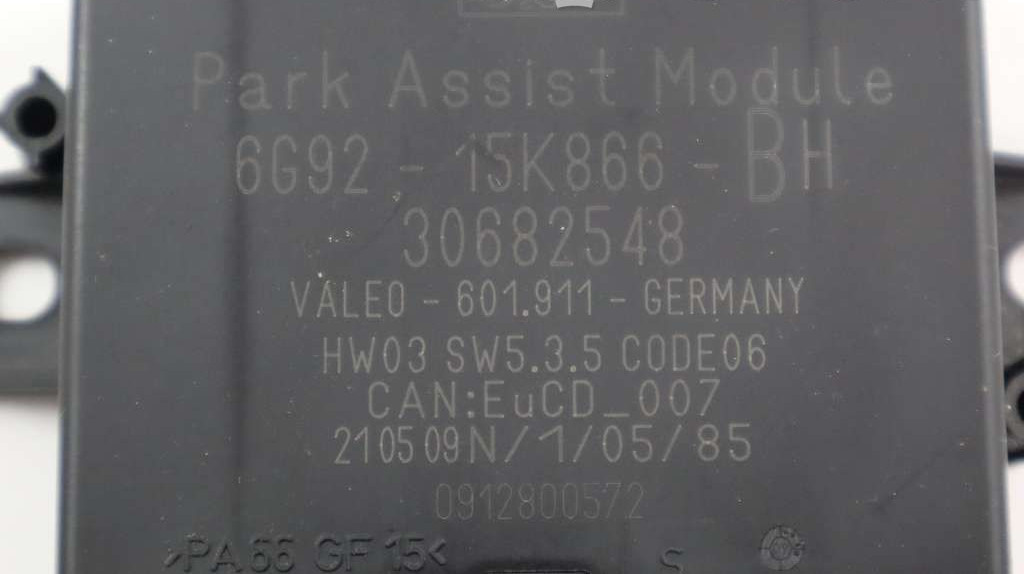 Park Assist Module
6G92 - 15K866 - BH
30682548
VALEO - 601.911 - GERMANY
HW03 SW5.3.5 CODE06
CAN:EuCD_007
210509N/1/05/85
0912800572
>PA66 GF15<
S